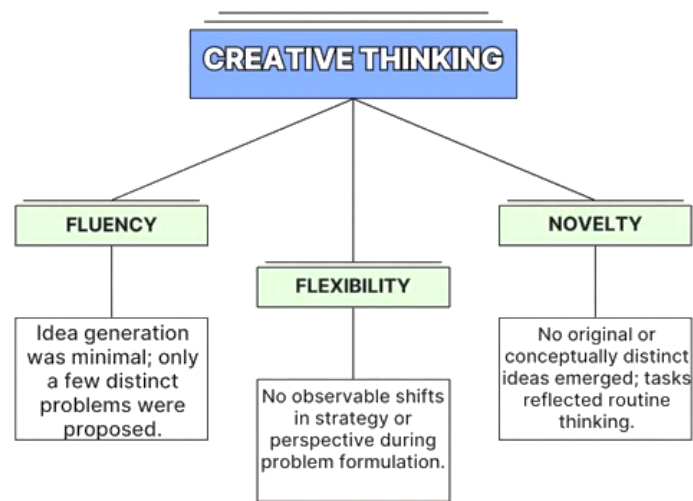 CREATIVE THINKING
FLUENCY
Idea generation
was minimal; only
a few distinct
problems were
proposed.
FLEXIBILITY
No observable shifts
in strategy or
perspective during
problem formulation.
NOVELTY
No original or
conceptually distinct
ideas emerged; tasks
reflected routine
thinking.